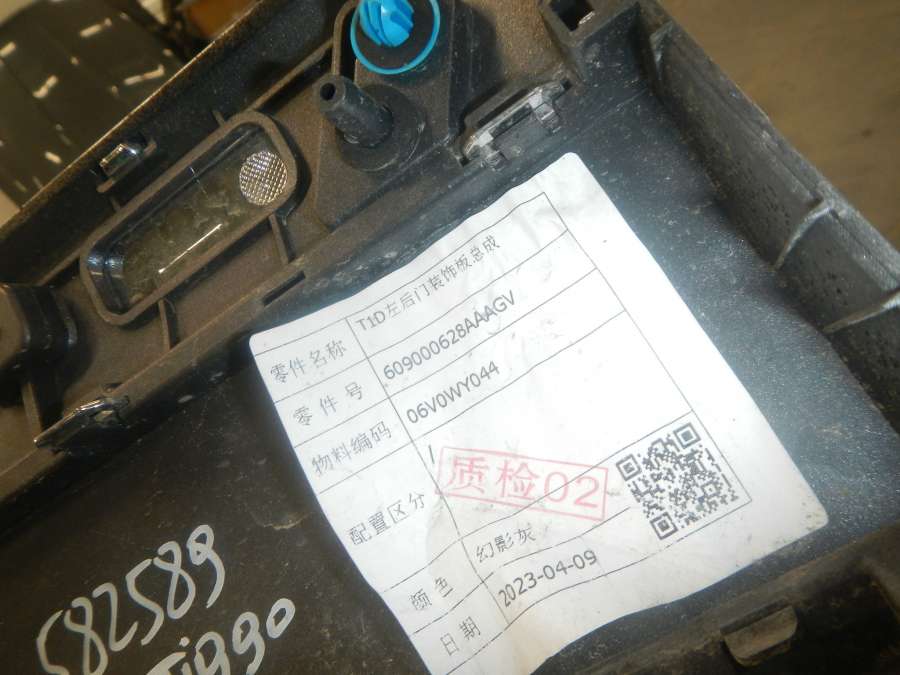 零件名称 T1D左后门装饰板总成
零件号 609000628AAAGV
物料编码 06V0WY044
配置区分 I
质检02
颜色 幻影灰
日期 2023-04-09
582589
Tiggo